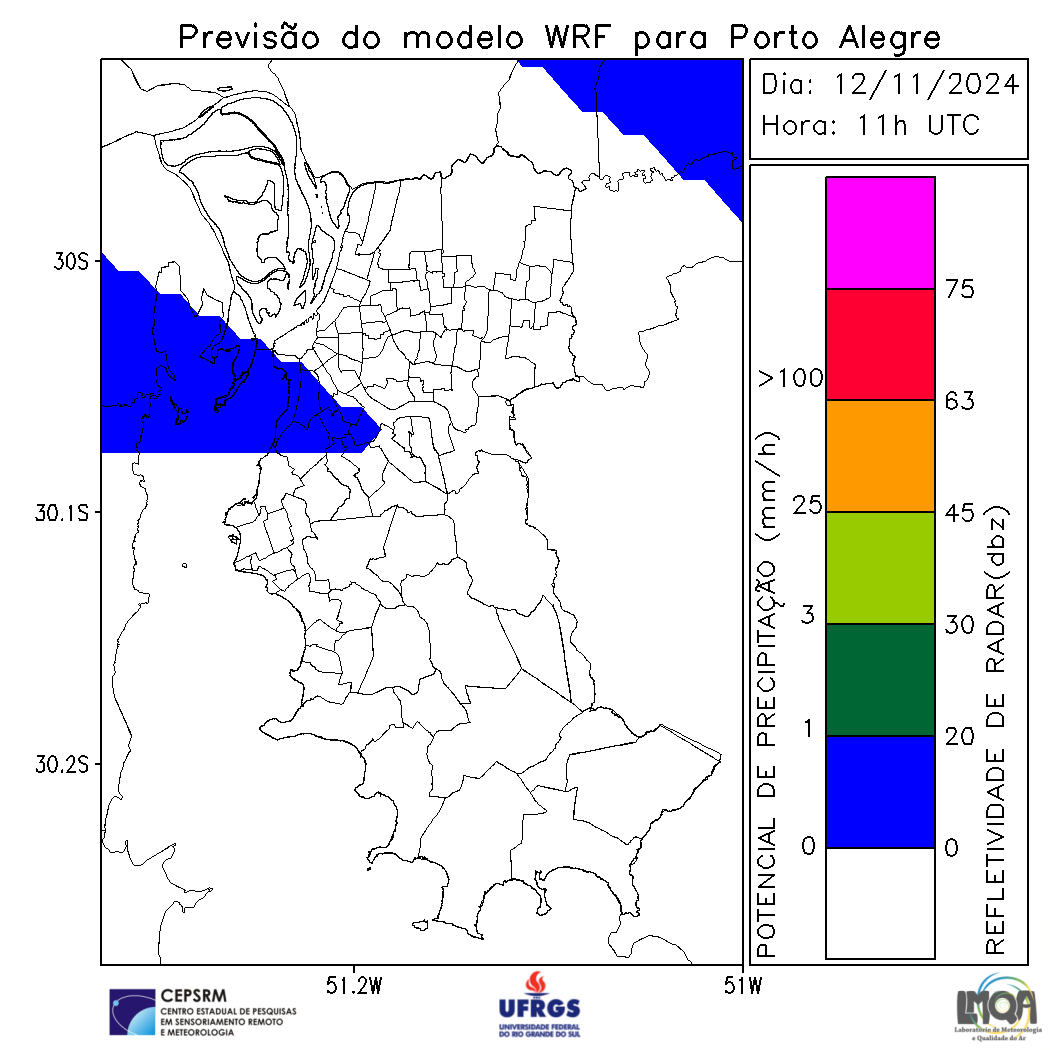 Previsão do modelo WRF para Porto Alegre
Dia: 12/11/2024
Hora: 11h UTC
30S
30.1S
30.2S
51.2W
51W
POTENCIAL DE PRECIPITAÇÃO (mm/h)
>100
25
3
1
0
75
63
45
30
20
0
REFLETIVIDADE DE RADAR(dbz)
CEPSRM
CENTRO ESTADUAL DE PESQUISAS
EM SENSORIAMENTO REMOTO
E METEOROLOGIA
UFRGS
UNIVERSIDADE FEDERAL
DO RIO GRANDE DO SUL
LMQA
Laboratório de Meteorologia
e Qualidade do Ar